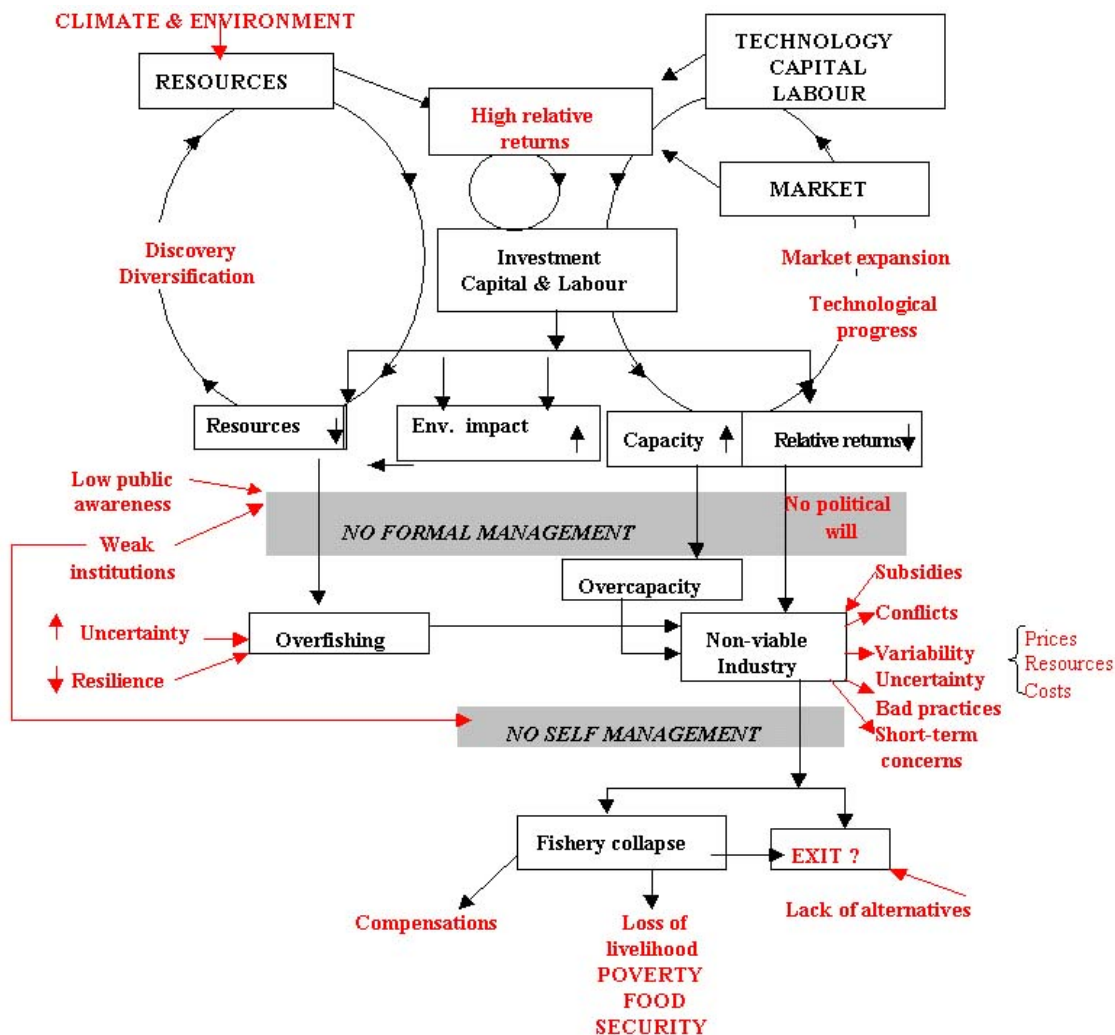 CLIMATE & ENVIRONMENT
RESOURCES
TECHNOLOGY
CAPITAL
LABOUR
High relative
returns
MARKET
Discovery
Diversification
Investment
Capital & Labour
Market expansion
Technological
progress
Resources
Env. impact
Capacity
Relative returns
Low public
awareness
No political
will
NO FORMAL MANAGEMENT
Weak
institutions
Overcapacity
Subsidies
Conflicts
Uncertainty
Overfishing
Non-viable
Industry
Variability
Uncertainty
Prices
Resources
Costs
Resilience
Bad practices
Short-term
concerns
NO SELF MANAGEMENT
Fishery collapse
EXIT ?
Compensations
Loss of
livelihood
POVERTY
FOOD
SECURITY
Lack of alternatives